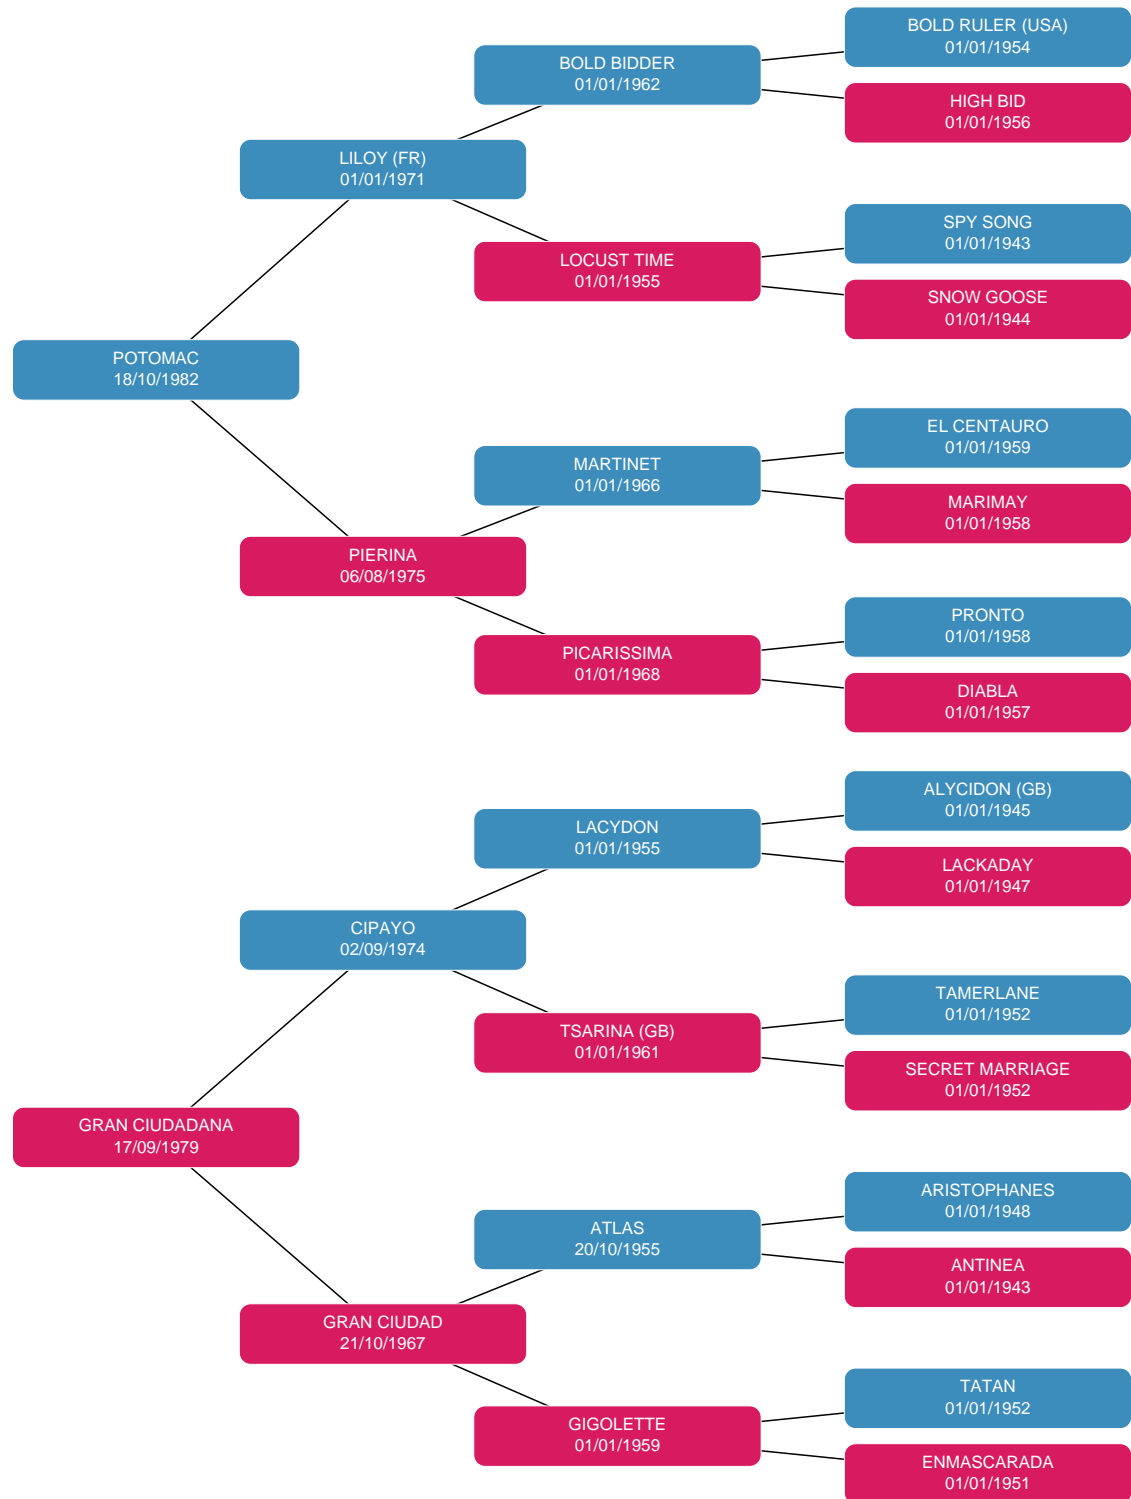 BOLD RULER (USA)
01/01/1954
BOLD BIDDER
01/01/1962
HIGH BID
01/01/1956
LILOY (FR)
01/01/1971
SPY SONG
01/01/1943
LOCUST TIME
01/01/1955
SNOW GOOSE
01/01/1944
POTOMAC
18/10/1982
EL CENTAURO
01/01/1959
MARTINET
01/01/1966
MARIMAY
01/01/1958
PIERINA
06/08/1975
PRONTO
01/01/1958
PICARISSIMA
01/01/1968
DIABLA
01/01/1957
ALYCIDON (GB)
01/01/1945
LACYDON
01/01/1955
LACKADAY
01/01/1947
CIPAYO
02/09/1974
TAMERLANE
01/01/1952
TSARINA (GB)
01/01/1961
SECRET MARRIAGE
01/01/1952
GRAN CIUDADANA
17/09/1979
ARISTOPHANES
01/01/1948
ATLAS
20/10/1955
ANTINEA
01/01/1943
GRAN CIUDAD
21/10/1967
TATAN
01/01/1952
GIGOLETTE
01/01/1959
ENMASCARADA
01/01/1951